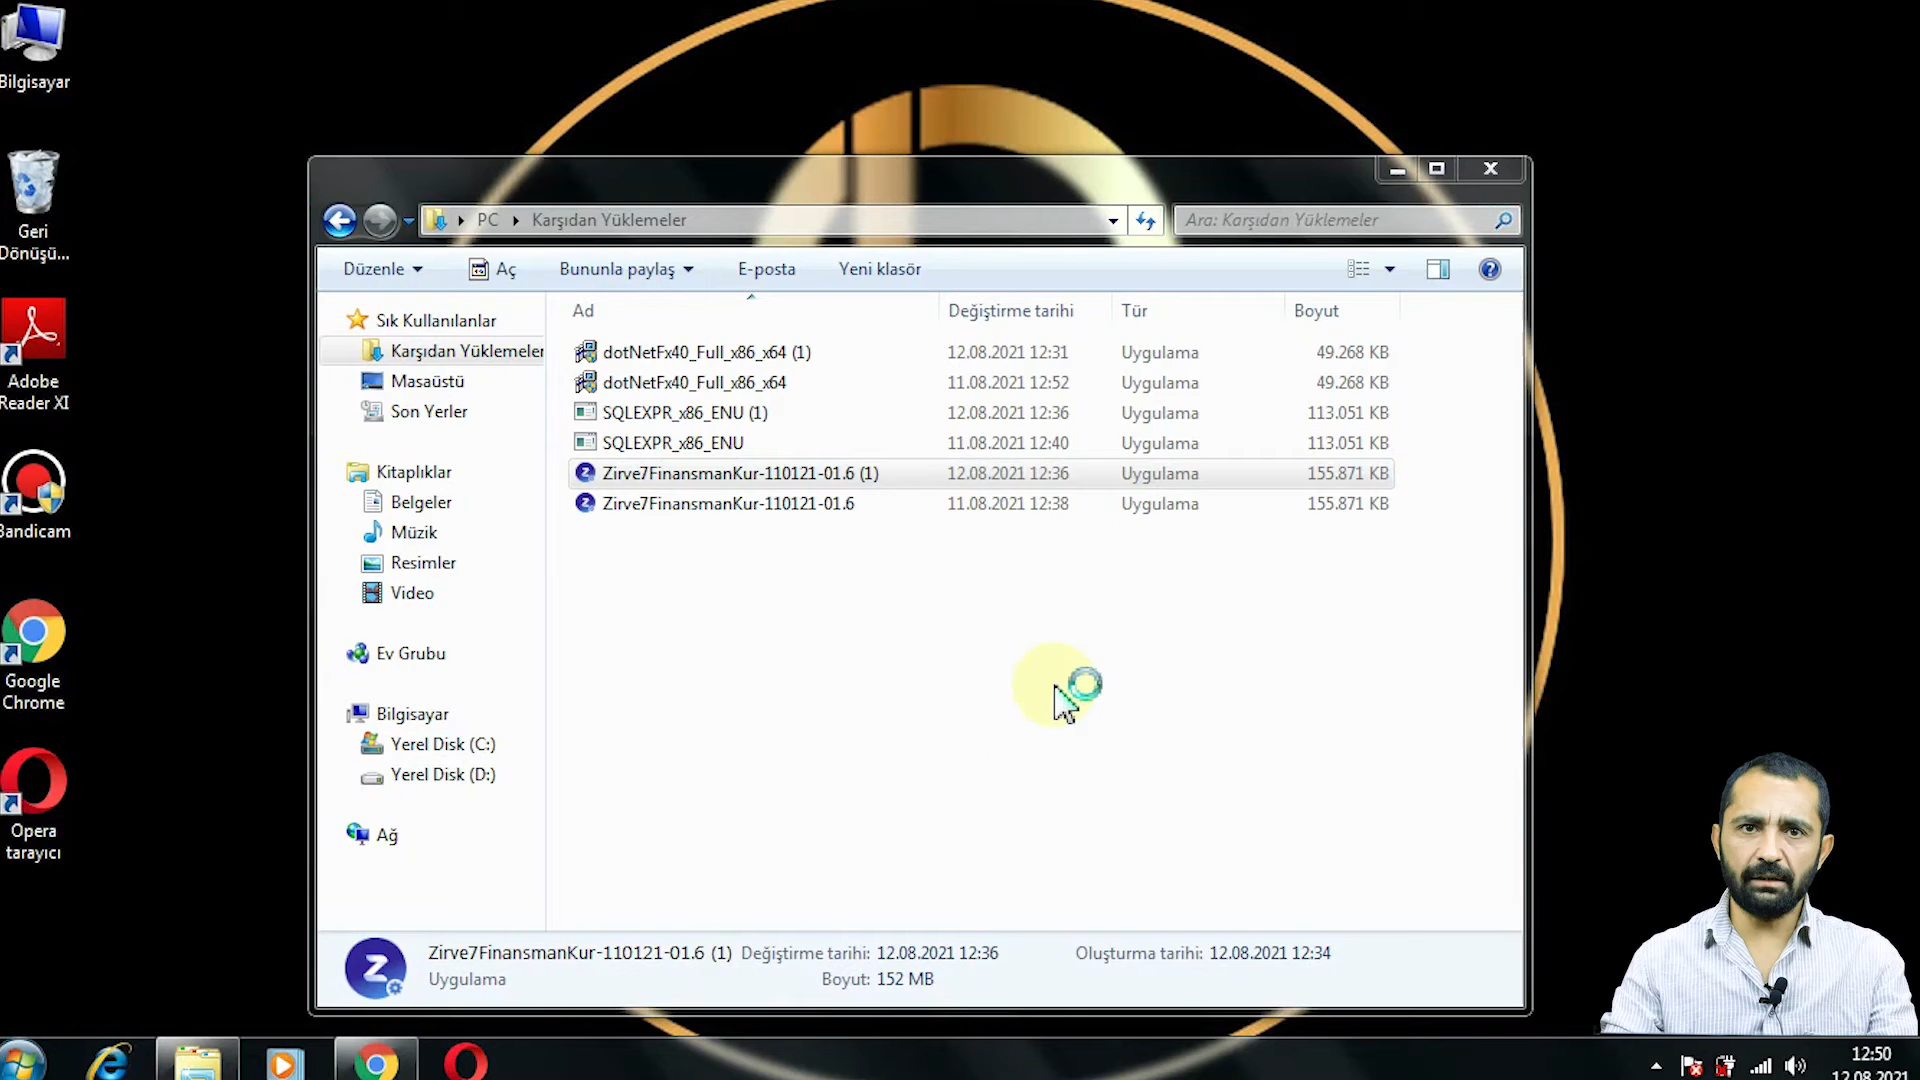 Bilgisayar
Geri
Dönüşü...
Adobe
Reader XI
Bandicam
Google
Chrome
Opera
tarayıcı
PC
Karşıdan Yüklemeler
Ara: Karşıdan Yüklemeler
Düzenle
Aç
Bununla paylaş
E-posta
Yeni klasör
Sık Kullanılanlar
Karşıdan Yüklemeler
Masaüstü
Son Yerler
Kitaplıklar
Belgeler
Müzik
Resimler
Video
Ev Grubu
Bilgisayar
Yerel Disk (C:)
Yerel Disk (D:)
Ağ
Ad Değiştirme tarihi Tür Boyut
dotNetFx40_Full_x86_x64 (1) 12.08.2021 12:31 Uygulama 49.268 KB
dotNetFx40_Full_x86_x64 11.08.2021 12:52 Uygulama 49.268 KB
SQLEXPR_x86_ENU (1) 12.08.2021 12:36 Uygulama 113.051 KB
SQLEXPR_x86_ENU 11.08.2021 12:40 Uygulama 113.051 KB
Zirve7FinansmanKur-110121-01.6 (1) 12.08.2021 12:36 Uygulama 155.871 KB
Zirve7FinansmanKur-110121-01.6 11.08.2021 12:38 Uygulama 155.871 KB
Zirve7FinansmanKur-110121-01.6 (1) Değiştirme tarihi: 12.08.2021 12:36 Oluşturma tarihi: 12.08.2021 12:34
Uygulama Boyut: 152 MB
12:50
12.08.2021